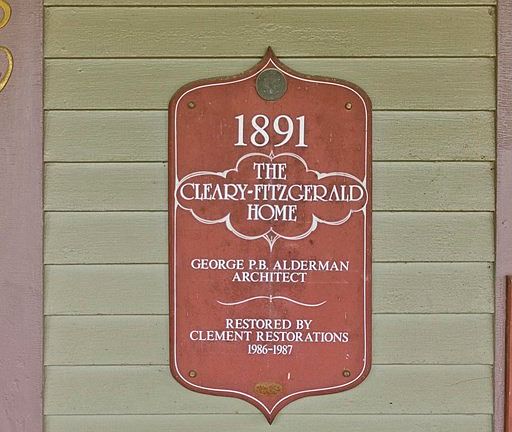 1891
THE
CLEARY-FITZGERALD
HOME
GEORGE P.B. ALDERMAN
ARCHITECT
RESTORED BY
CLEMENT RESTORATIONS
1986-1987